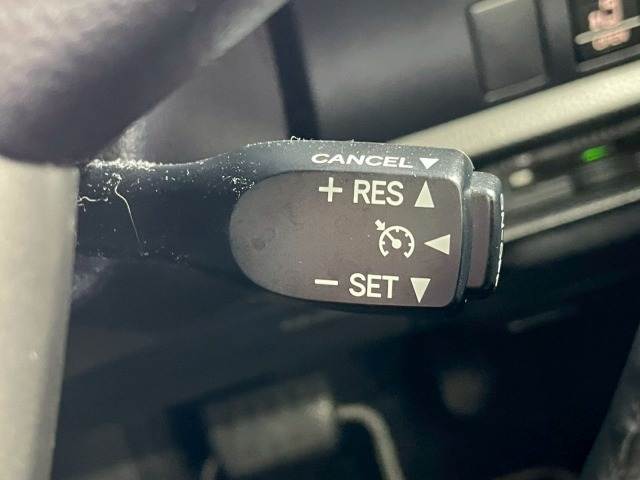 CANCEL▼
+ RES ▲
◀
− SET ▼